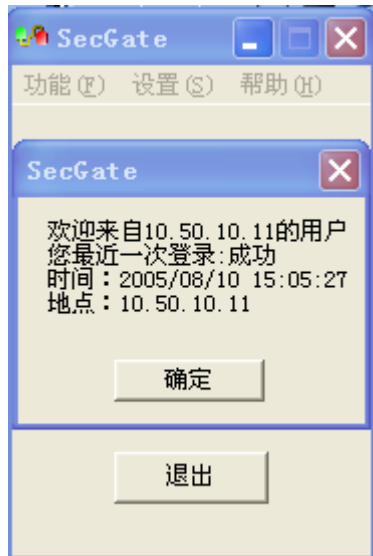 SecGate
功能(F) 设置(S) 帮助(H)
SecGate
欢迎来自10.50.10.11的用户
您最近一次登录:成功
时间：2005/08/10 15:05:27
地点：10.50.10.11
确定
退出